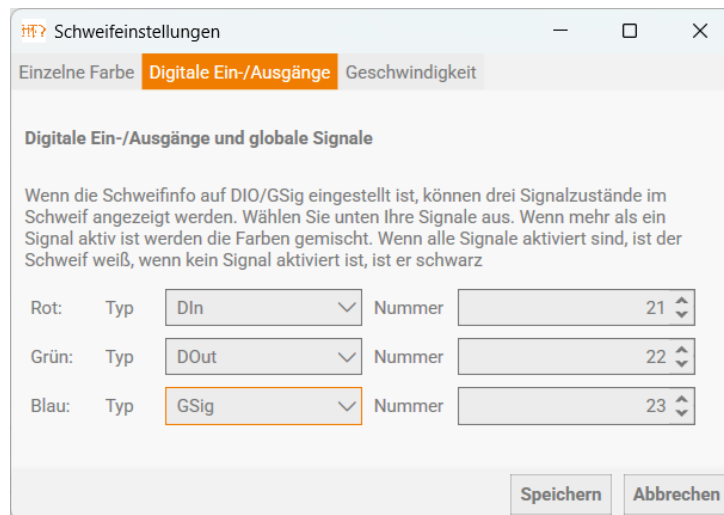 Schweifeinstellungen
Einzelne Farbe Digitale Ein-/Ausgänge Geschwindigkeit
Digitale Ein-/Ausgänge und globale Signale
Wenn die Schweifinfo auf DIO/GSig eingestellt ist, können drei Signalzustände im
Schweif angezeigt werden. Wählen Sie unten Ihre Signale aus. Wenn mehr als ein
Signal aktiv ist werden die Farben gemischt. Wenn alle Signale aktiviert sind, ist der
Schweif weiß, wenn kein Signal aktiviert ist, ist er schwarz
Rot: Typ DIn Nummer 21
Grün: Typ DOut Nummer 22
Blau: Typ GSig Nummer 23
Speichern Abbrechen